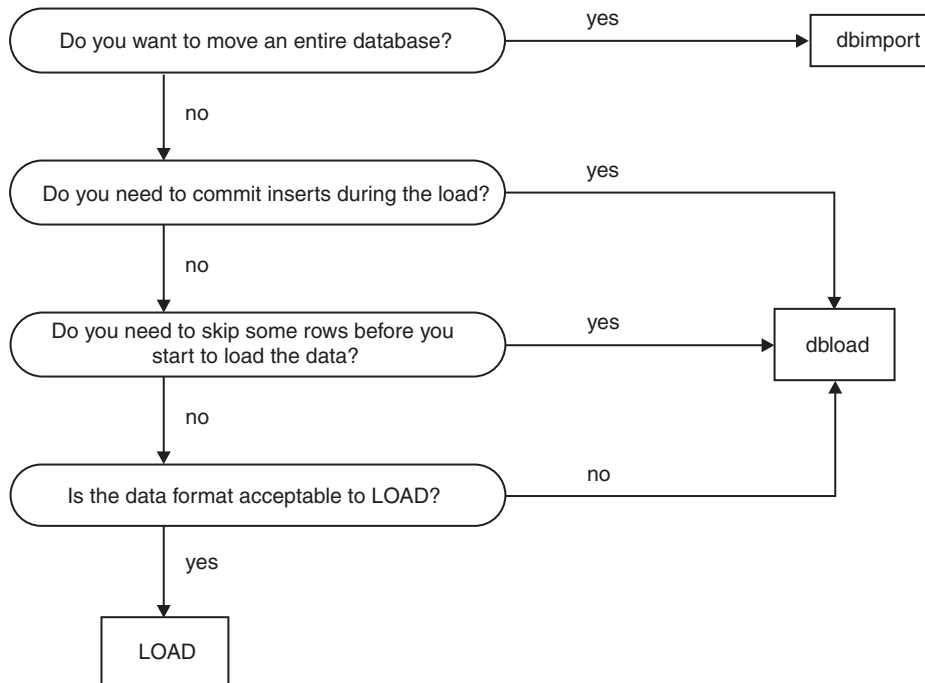 Do you want to move an entire database?
yes
dbimport
no
Do you need to commit inserts during the load?
yes
no
Do you need to skip some rows before you
start to load the data?
yes
dbload
no
Is the data format acceptable to LOAD?
no
yes
LOAD